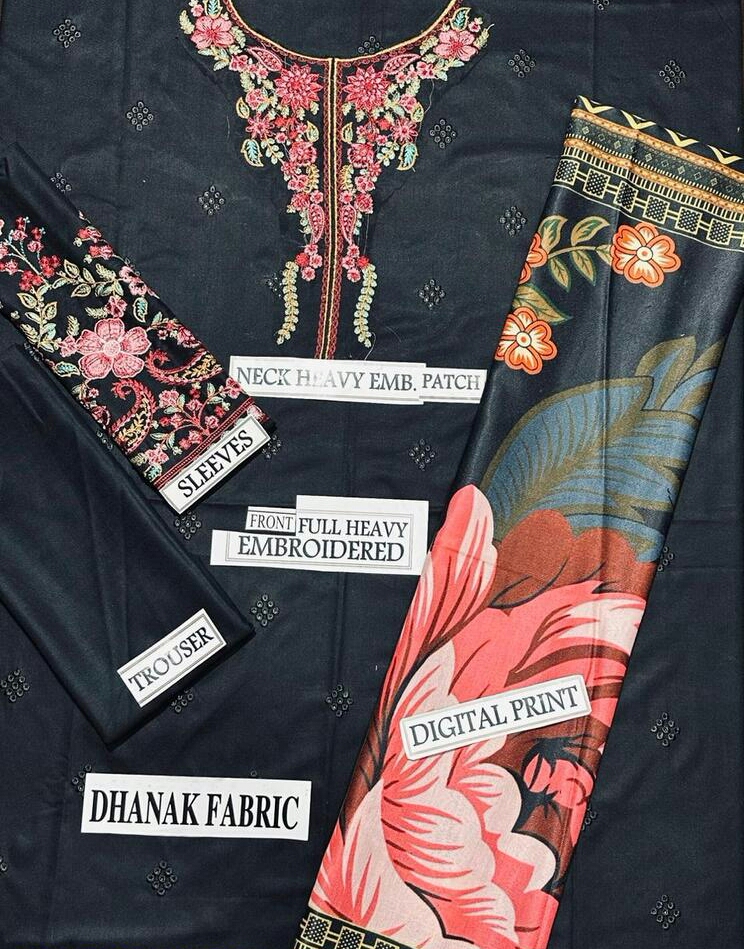 NECK HEAVY EMB. PATCH
SLEEVES
FRONT FULL HEAVY
EMBROIDERED
TROUSER
DIGITAL PRINT
DHANAK FABRIC